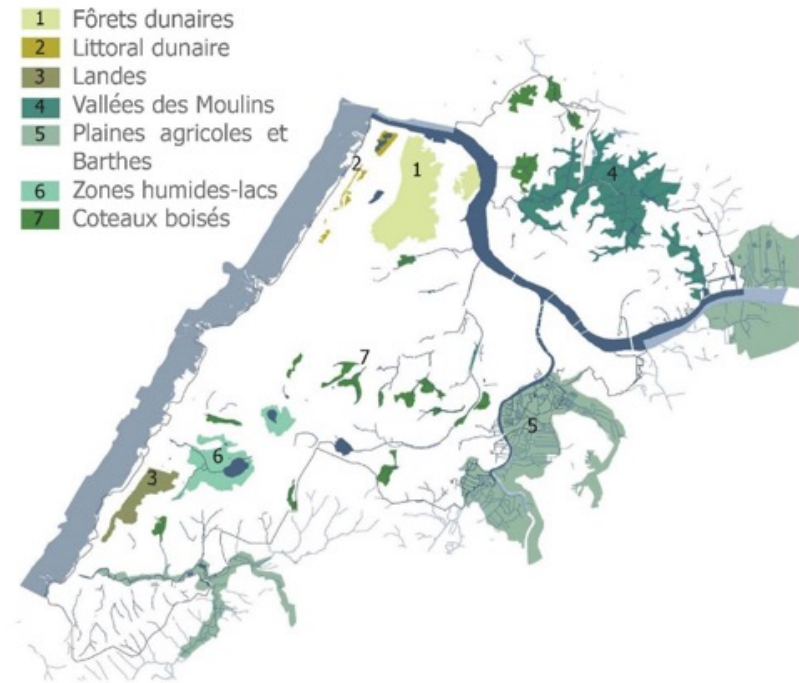 1 Fôrets dunaires
2 Littoral dunaire
3 Landes
4 Vallées des Moulins
5 Plaines agricoles et
Barthes
6 Zones humides-lacs
7 Coteaux boisés
2
1
4
7
5
6
3